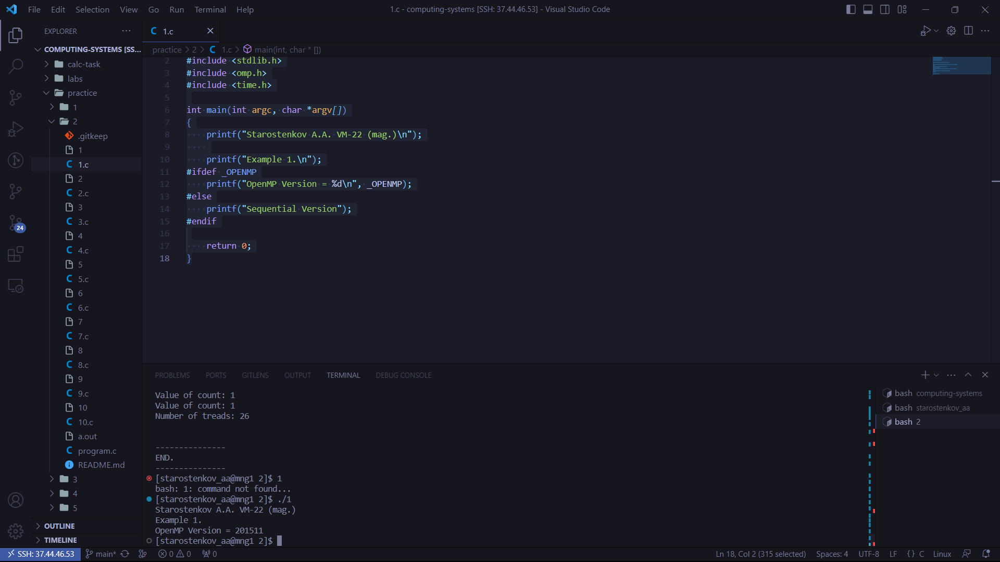 File Edit Selection View Go Run Terminal Help
1.c - computing-systems [SSH: 37.44.46.53] - Visual Studio Code
EXPLORER
COMPUTING-SYSTEMS [SS...
calc-task
labs
practice
1
2
.gitkeep
1
1.c
2
2.c
3
3.c
4
4.c
5
5.c
6
6.c
7
7.c
8
8.c
9
9.c
10
10.c
a.out
program.c
README.md
3
4
5
OUTLINE
TIMELINE
24
1.c
practice > 2 > C 1.c > main(int, char * [])
2 #include <stdlib.h>
3 #include <omp.h>
4 #include <time.h>
5
6 int main(int argc, char *argv[])
7 {
8 printf("Starostenkov A.A. VM-22 (mag.)\n");
9
10 printf("Example 1.\n");
11 #ifdef _OPENMP
12 printf("OpenMP Version = %d\n", _OPENMP);
13 #else
14 printf("Sequential Version");
15 #endif
16
17 return 0;
18 }
PROBLEMS PORTS GITLENS OUTPUT TERMINAL DEBUG CONSOLE
Value of count: 1
Value of count: 1
Number of treads: 26
---------------
END.
---------------
[starostenkov_aa@mng1 2]$ 1
bash: 1: command not found...
[starostenkov_aa@mng1 2]$ ./1
Starostenkov A.A. VM-22 (mag.)
Example 1.
OpenMP Version = 201511
[starostenkov_aa@mng1 2]$
bash computing-systems
bash starostenkov_aa
bash 2
SSH: 37.44.46.53 main* 0 0 0
Ln 18, Col 2 (315 selected) Spaces: 4 UTF-8 LF {} C Linux